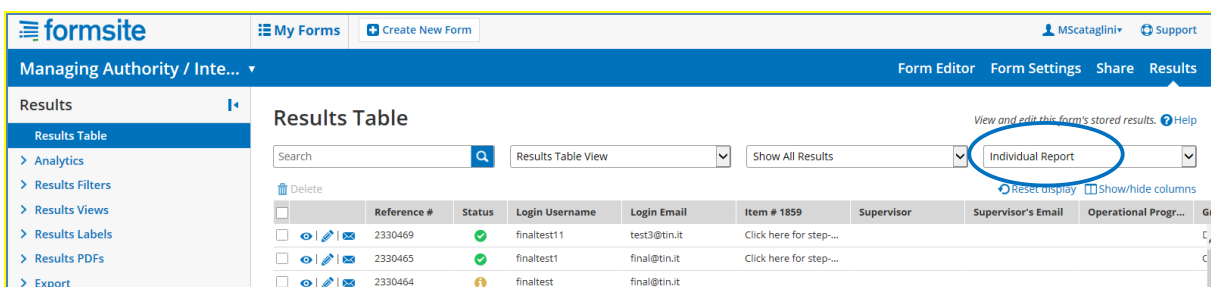 formsite
My Forms
Create New Form
MScataglini
Support
Managing Authority / Inte...
Form Editor Form Settings Share Results
Results
Results Table
Analytics
Results Filters
Results Views
Results Labels
Results PDFs
Export
Results Table
View and edit this form's stored results. Help
Search
Results Table View
Show All Results
Individual Report
Delete
Reset display Show/hide columns
Reference # Status Login Username Login Email Item # 1859 Supervisor Supervisor's Email Operational Progr...
2330469 finaltest11 test3@tin.it Click here for step-...
2330465 finaltest1 final@tin.it Click here for step-...
2330464 finaltest final@tin.it